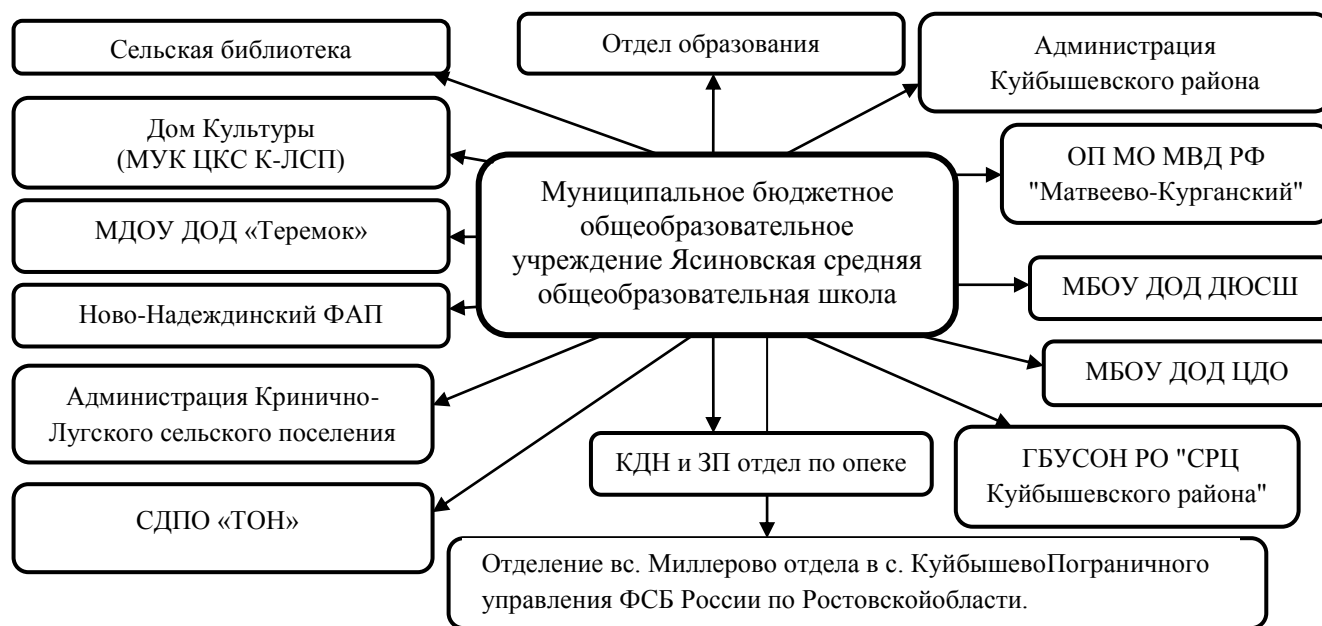 Сельская библиотека
Отдел образования
Администрация
Куйбышевского района
Дом Культуры
(МУК ЦКС К-ЛСП)
ОП МО МВД РФ
"Матвеево-Курганский"
Муниципальное бюджетное
общеобразовательное
учреждение Ясиновская средняя
общеобразовательная школа
МДОУ ДОД «Теремок»
МБОУ ДОД ДЮСШ
Ново-Надеждинский ФАП
МБОУ ДОД ЦДО
Администрация Кринично-
Лугского сельского поселения
КДН и ЗП отдел по опеке
ГБУСОН РО "СРЦ
Куйбышевского района"
СДПО «ТОН»
Отделение вс. Миллерово отдела в с. КуйбышевоПограничного
управления ФСБ России по Ростовскойобласти.